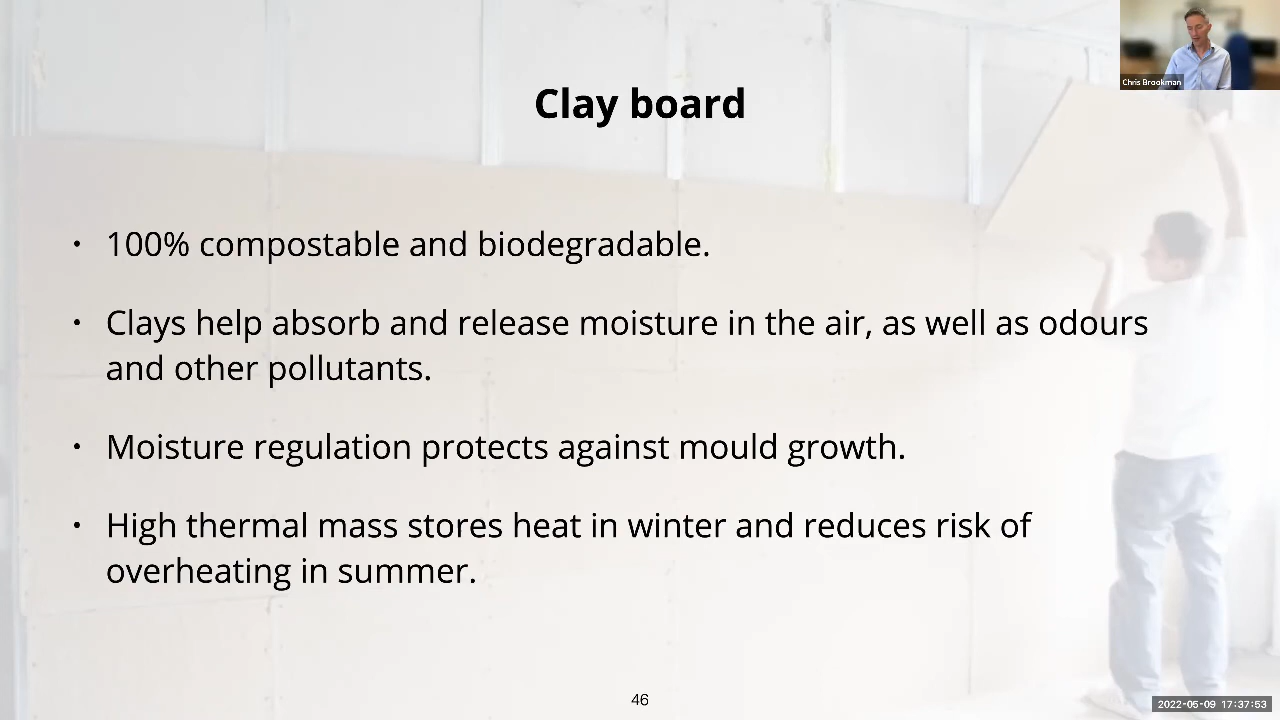 Chris Brookman
Clay board
• 100% compostable and biodegradable.
• Clays help absorb and release moisture in the air, as well as odours
and other pollutants.
• Moisture regulation protects against mould growth.
• High thermal mass stores heat in winter and reduces risk of
overheating in summer.
46
2022-05-09 17:37:53